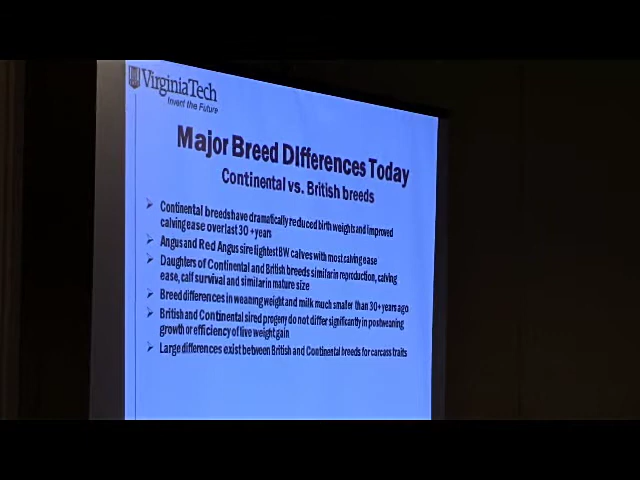 VirginiaTech
Invent the Future
Major Breed Differences Today
Continental vs. British breeds
Continental breeds have dramatically reduced birth weights and improved
calving ease over last 30 +years
Angus and Red Angus sire lightest BW calves with most calving ease
Daughters of Continental and British breeds similar in reproduction, calving
ease, calf survival and similar in mature size
Breed differences in weaning weight and milk much smaller than 30+ years ago
British and Continental sired progeny do not differ significantly in postweaning
growth or efficiency of live weight gain
Large differences exist between British and Continental breeds for carcass traits